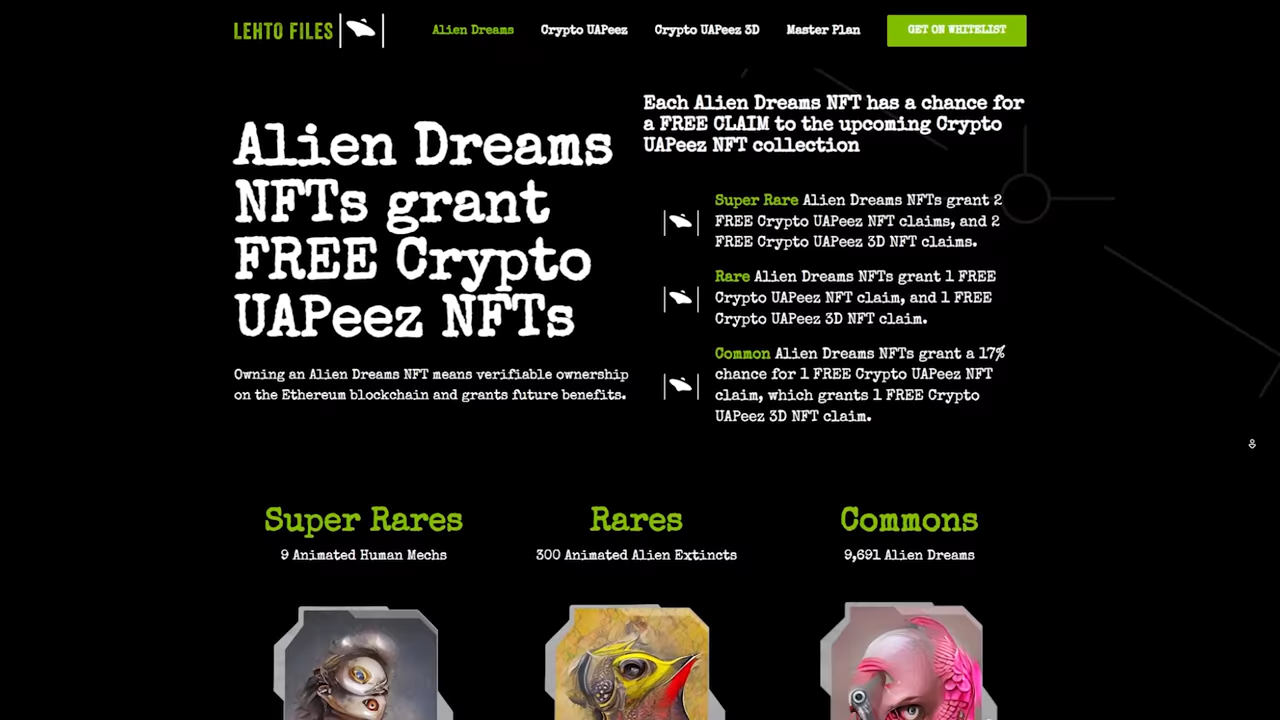 LEHTO FILES
Alien Dreams
Crypto UAPeez
Crypto UAPeez 3D
Master Plan
GET ON WHITELIST
Alien Dreams
NFTs grant
FREE Crypto
UAPeez NFTs
Owning an Alien Dreams NFT means verifiable ownership
on the Ethereum blockchain and grants future benefits.
Each Alien Dreams NFT has a chance for
a FREE CLAIM to the upcoming Crypto
UAPeez NFT collection
Super Rare Alien Dreams NFTs grant 2
FREE Crypto UAPeez NFT claims, and 2
FREE Crypto UAPeez 3D NFT claims.
Rare Alien Dreams NFTs grant 1 FREE
Crypto UAPeez NFT claim, and 1 FREE
Crypto UAPeez 3D NFT claim.
Common Alien Dreams NFTs grant a 17%
chance for 1 FREE Crypto UAPeez NFT
claim, which grants 1 FREE Crypto
UAPeez 3D NFT claim.
Super Rares
9 Animated Human Mechs
Rares
300 Animated Alien Extincts
Commons
9,691 Alien Dreams